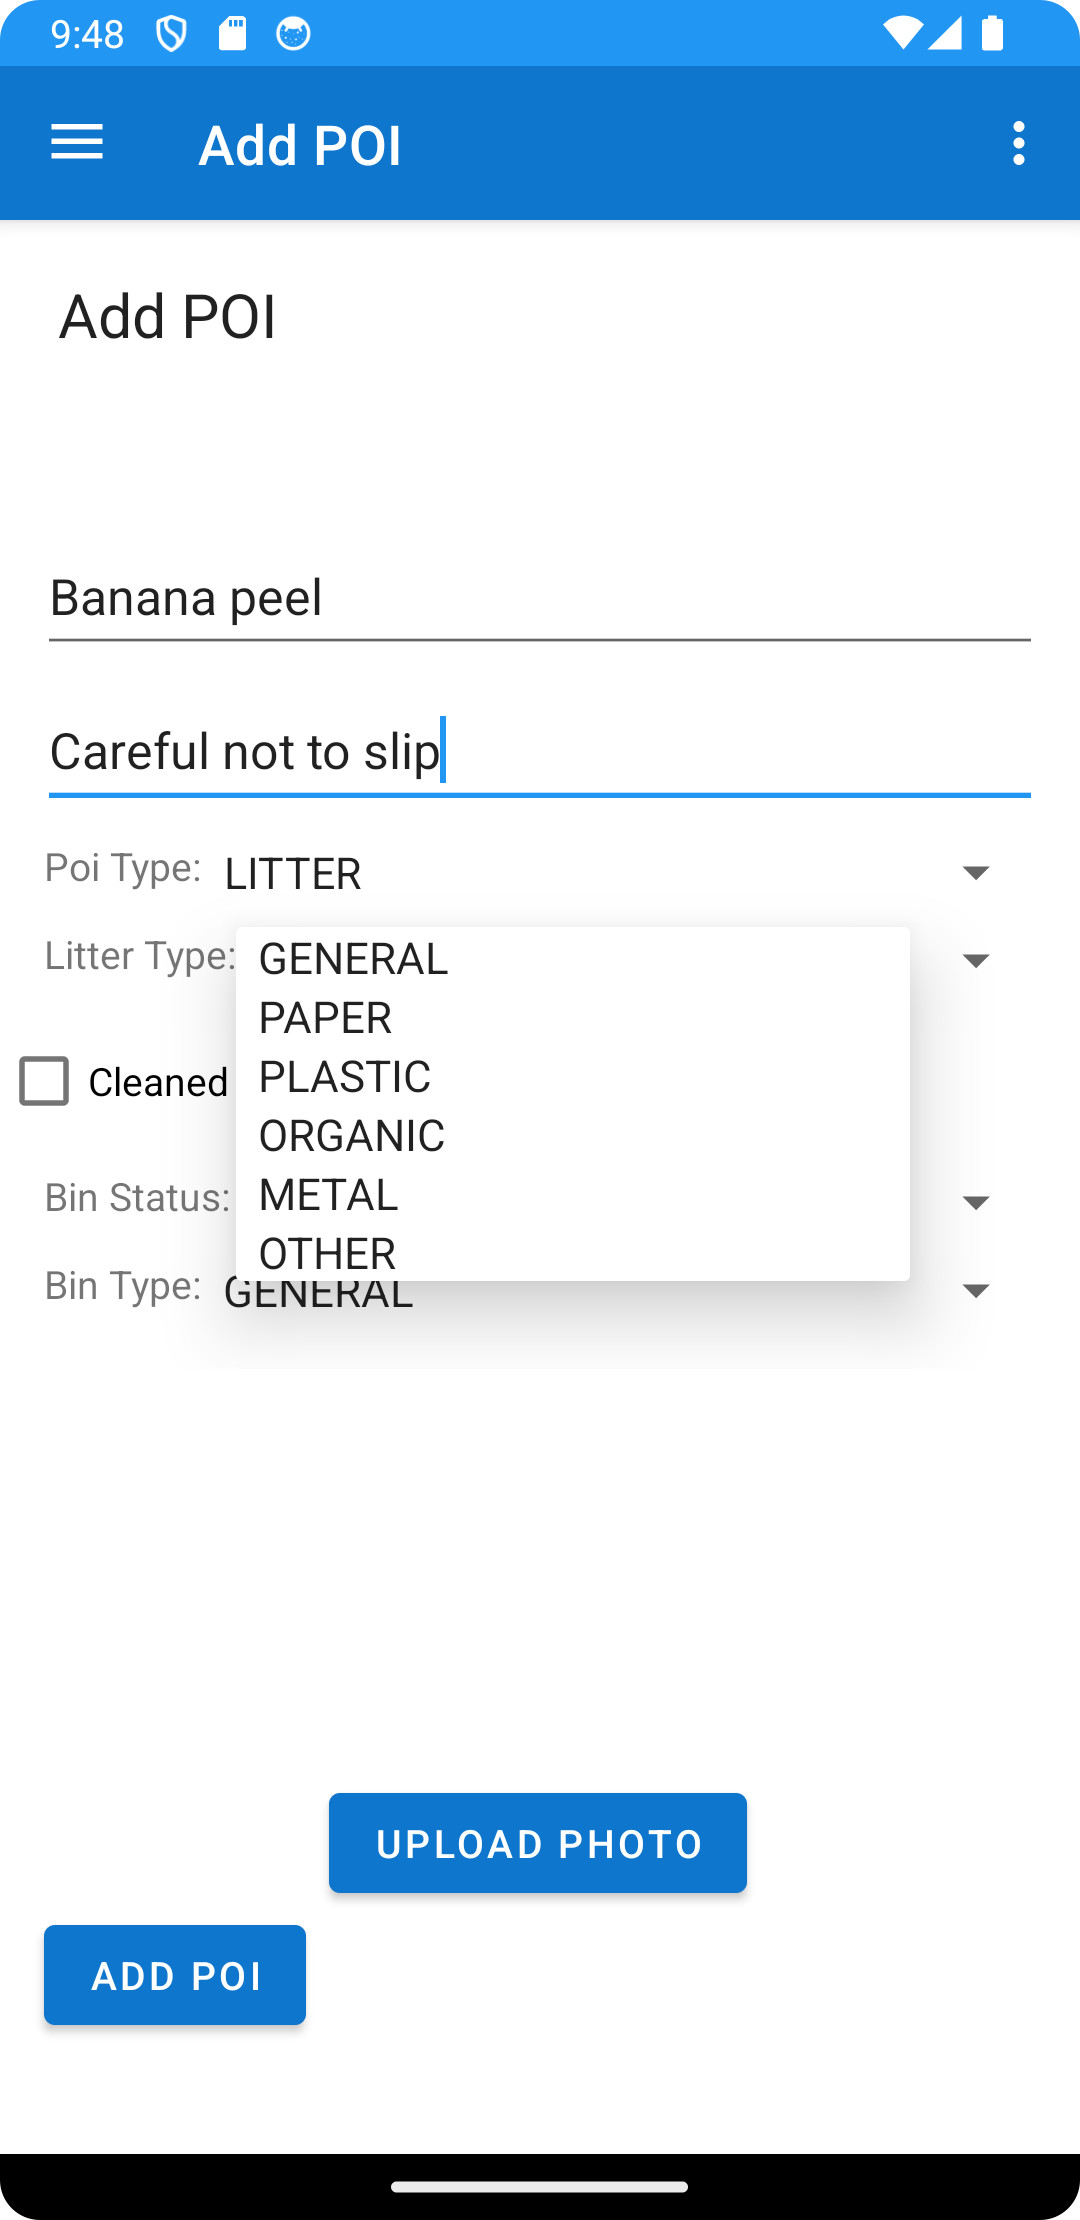 9:48
Add POI
Add POI
Banana peel
Careful not to slip
Poi Type: LITTER
Litter Type:
GENERAL
PAPER
PLASTIC
Cleaned
ORGANIC
METAL
Bin Status:
OTHER
Bin Type: GENERAL
UPLOAD PHOTO
ADD POI